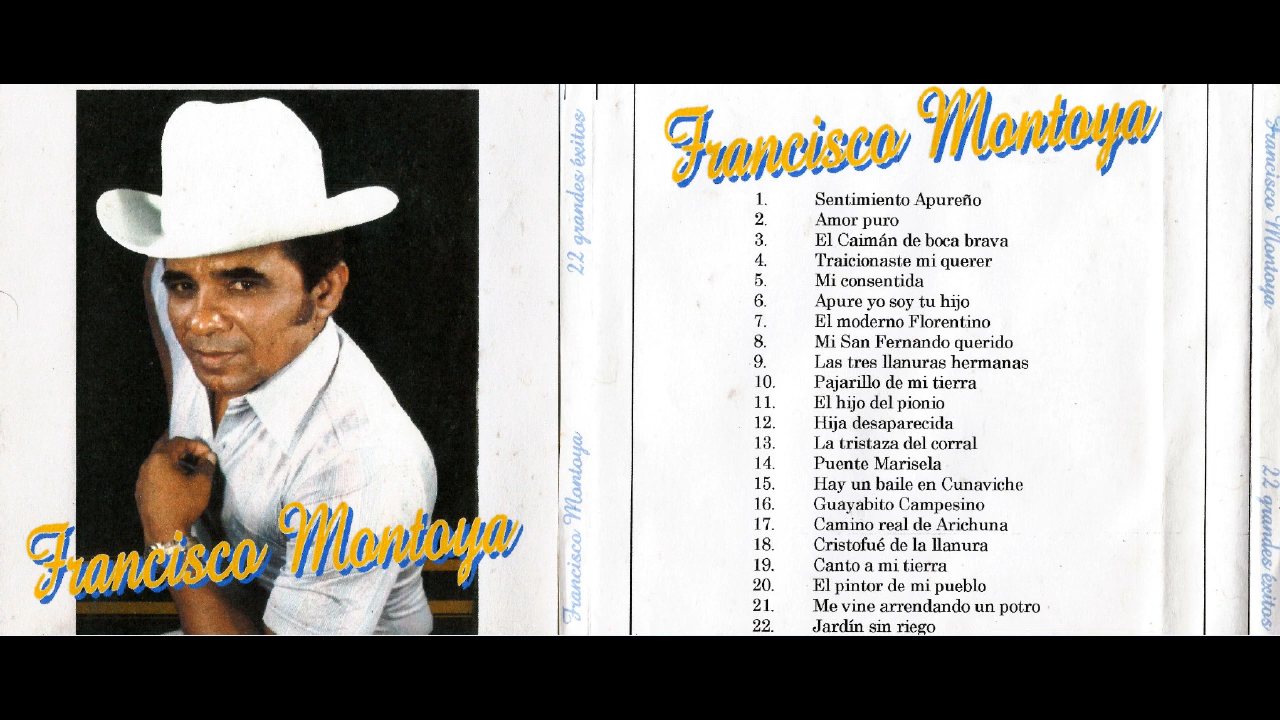 Francisco Montoya
22 grandes éxitos
Francisco Montoya
Francisco Montoya
1. Sentimiento Apureño
2. Amor puro
3. El Caimán de boca brava
4. Traicionaste mi querer
5. Mi consentida
6. Apure yo soy tu hijo
7. El moderno Florentino
8. Mi San Fernando querido
9. Las tres llanuras hermanas
10. Pajarillo de mi tierra
11. El hijo del pionio
12. Hija desaparecida
13. La tristaza del corral
14. Puente Marisela
15. Hay un baile en Cunaviche
16. Guayabito Campesino
17. Camino real de Arichuna
18. Cristofué de la llanura
19. Canto a mi tierra
20. El pintor de mi pueblo
21. Me vine arrendando un potro
22. Jardín sin riego
Francisco Montoya
22 grandes éxitos